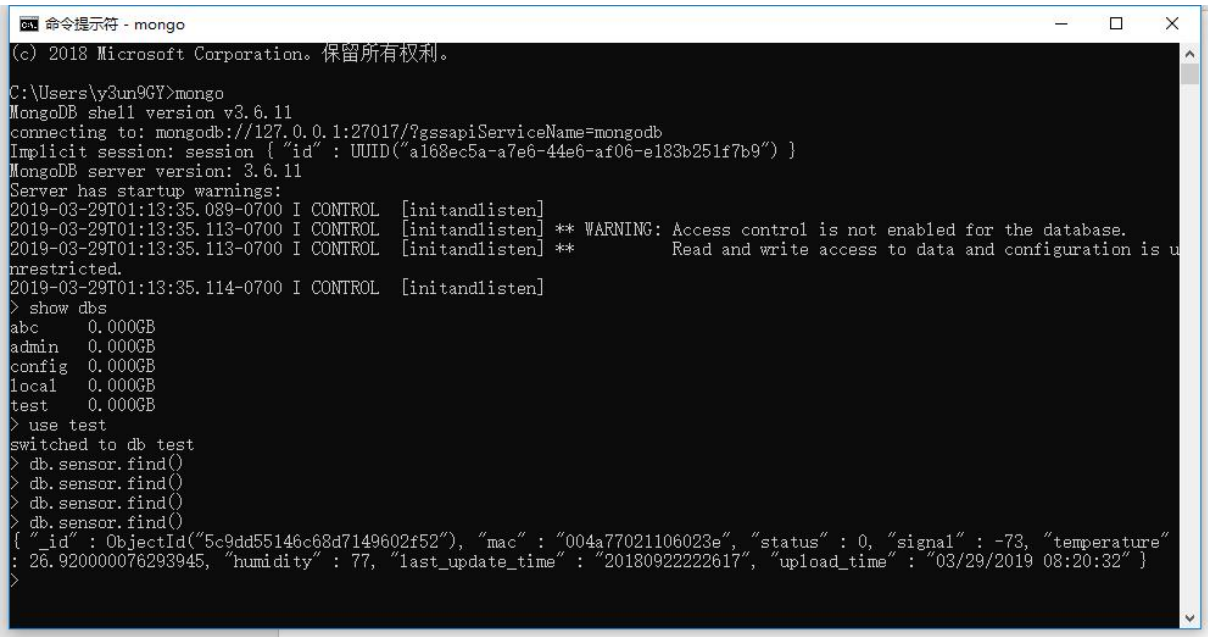 命令提示符 - mongo
(c) 2018 Microsoft Corporation。保留所有权利。
C:\Users\y3un9GY>mongo
MongoDB shell version v3.6.11
connecting to: mongodb://127.0.0.1:27017/?gssapiServiceName=mongodb
Implicit session: session { "id" : UUID("a168ec5a-a7e6-44e6-af06-e183b251f7b9") }
MongoDB server version: 3.6.11
Server has startup warnings:
2019-03-29T01:13:35.089-0700 I CONTROL  [initandlisten]
2019-03-29T01:13:35.113-0700 I CONTROL  [initandlisten] ** WARNING: Access control is not enabled for the database.
2019-03-29T01:13:35.113-0700 I CONTROL  [initandlisten] **          Read and write access to data and configuration is u
nrestricted.
2019-03-29T01:13:35.114-0700 I CONTROL  [initandlisten]
> show dbs
abc     0.000GB
admin   0.000GB
config  0.000GB
local   0.000GB
test    0.000GB
> use test
switched to db test
> db.sensor.find()
> db.sensor.find()
> db.sensor.find()
> db.sensor.find()
{ "_id" : ObjectId("5c9dd55146c68d7149602f52"), "mac" : "004a77021106023e", "status" : 0, "signal" : -73, "temperature"
: 26.920000076293945, "humidity" : 77, "last_update_time" : "20180922222617", "upload_time" : "03/29/2019 08:20:32" }
>